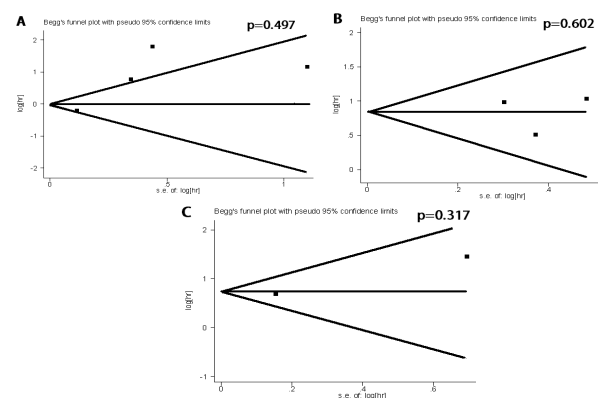 A
Begg's funnel plot with pseudo 95% confidence limits
p=0.497
log[hr]
2
1
0
-1
-2
0
.5
1
s.e. of: log[hr]
B
Begg's funnel plot with pseudo 95% confidence limits
p=0.602
log[hr]
2
1.5
1
.5
0
0
.2
.4
s.e. of: log[hr]
C
Begg's funnel plot with pseudo 95% confidence limits
p=0.317
log[hr]
2
1
0
-1
0
.2
.4
.6
s.e. of: log[hr]